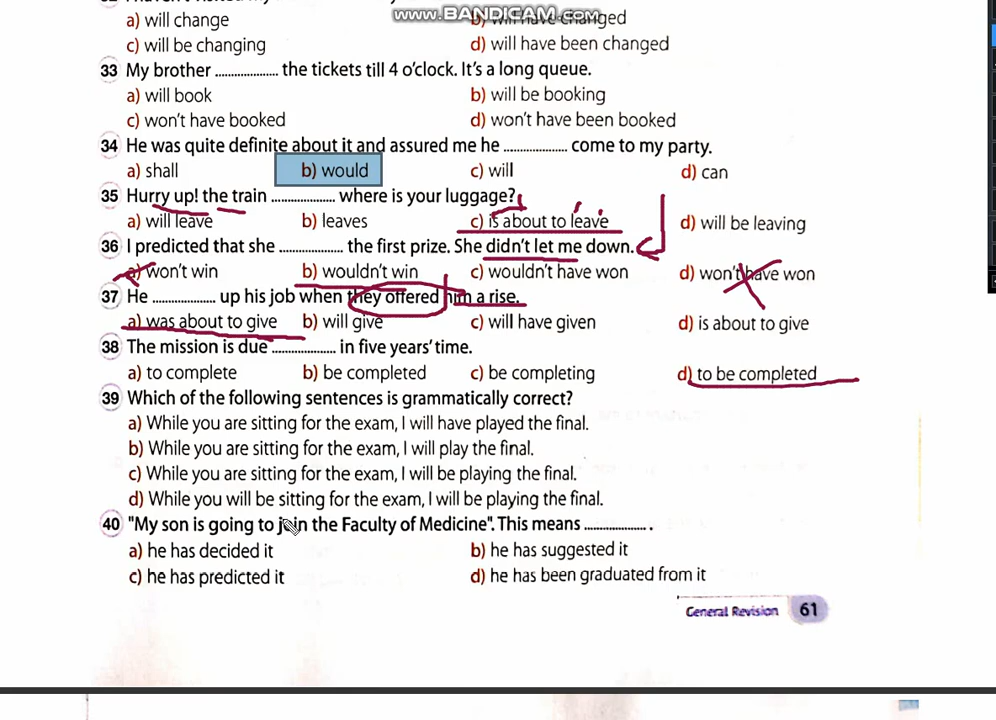 www.BANDICAM.com
a) will change b) will have changed
c) will be changing d) will have been changed
33 My brother .................... the tickets till 4 o'clock. It's a long queue.
a) will book b) will be booking
c) won't have booked d) won't have been booked
34 He was quite definite about it and assured me he .................... come to my party.
a) shall b) would c) will d) can
35 Hurry up! the train .................... where is your luggage?
a) will leave b) leaves c) is about to leave d) will be leaving
36 I predicted that she .................... the first prize. She didn't let me down.
a) won't win b) wouldn't win c) wouldn't have won d) won't have won
37 He .................... up his job when they offered him a rise.
a) was about to give b) will give c) will have given d) is about to give
38 The mission is due .................... in five years' time.
a) to complete b) be completed c) be completing d) to be completed
39 Which of the following sentences is grammatically correct?
a) While you are sitting for the exam, I will have played the final.
b) While you are sitting for the exam, I will play the final.
c) While you are sitting for the exam, I will be playing the final.
d) While you will be sitting for the exam, I will be playing the final.
40 "My son is going to join the Faculty of Medicine". This means .................... .
a) he has decided it b) he has suggested it
c) he has predicted it d) he has been graduated from it
General Revision 61